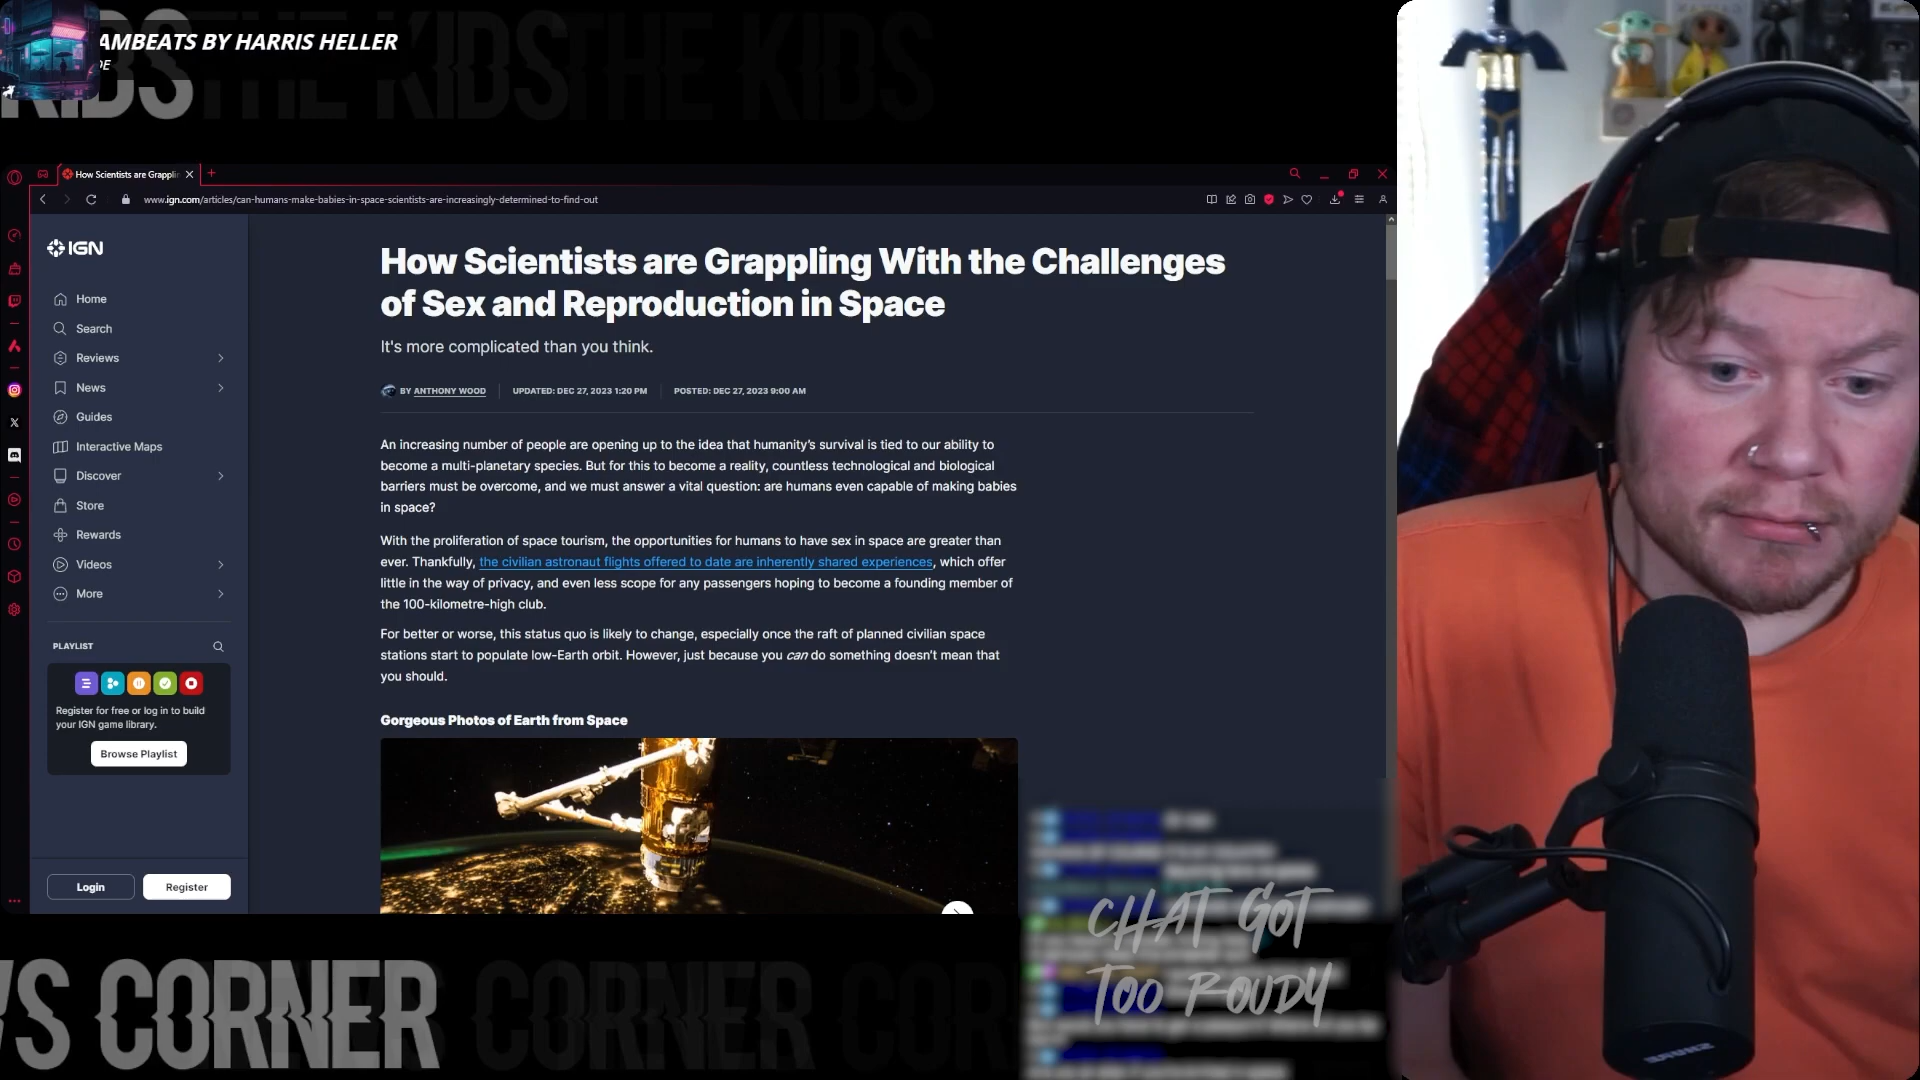 AMBEATS BY HARRIS HELLER
DE
KIDS THE KIDS THE KIDS
How Scientists are Grappli
www.ign.com/articles/can-humans-make-babies-in-space-scientists-are-increasingly-determined-to-find-out
IGN
Home
Search
Reviews
News
Guides
Interactive Maps
Discover
Store
Rewards
Videos
More
PLAYLIST
Register for free or log in to build
your IGN game library.
Browse Playlist
Login
Register
How Scientists are Grappling With the Challenges
of Sex and Reproduction in Space
It's more complicated than you think.
BY ANTHONY WOOD
UPDATED: DEC 27, 2023 1:20 PM
POSTED: DEC 27, 2023 9:00 AM
An increasing number of people are opening up to the idea that humanity's survival is tied to our ability to
become a multi-planetary species. But for this to become a reality, countless technological and biological
barriers must be overcome, and we must answer a vital question: are humans even capable of making babies
in space?
With the proliferation of space tourism, the opportunities for humans to have sex in space are greater than
ever. Thankfully, the civilian astronaut flights offered to date are inherently shared experiences, which offer
little in the way of privacy, and even less scope for any passengers hoping to become a founding member of
the 100-kilometre-high club.
For better or worse, this status quo is likely to change, especially once the raft of planned civilian space
stations start to populate low-Earth orbit. However, just because you can do something doesn't mean that
you should.
Gorgeous Photos of Earth from Space
CHAT GOT
TOO ROUDY
WS CORNER CORNER COR